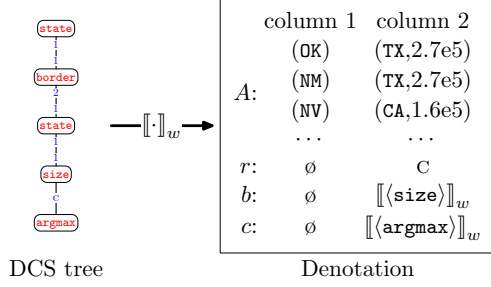 state
1
1
border
2
1
state
1
1
size
C
argmax
DCS tree
⟦·⟧w
column 1 column 2
A: (OK) (TX,2.7e5)
(NM) (TX,2.7e5)
(NV) (CA,1.6e5)
... ...
r: ø C
b: ø ⟦⟨size⟩⟧w
c: ø ⟦⟨argmax⟩⟧w
Denotation